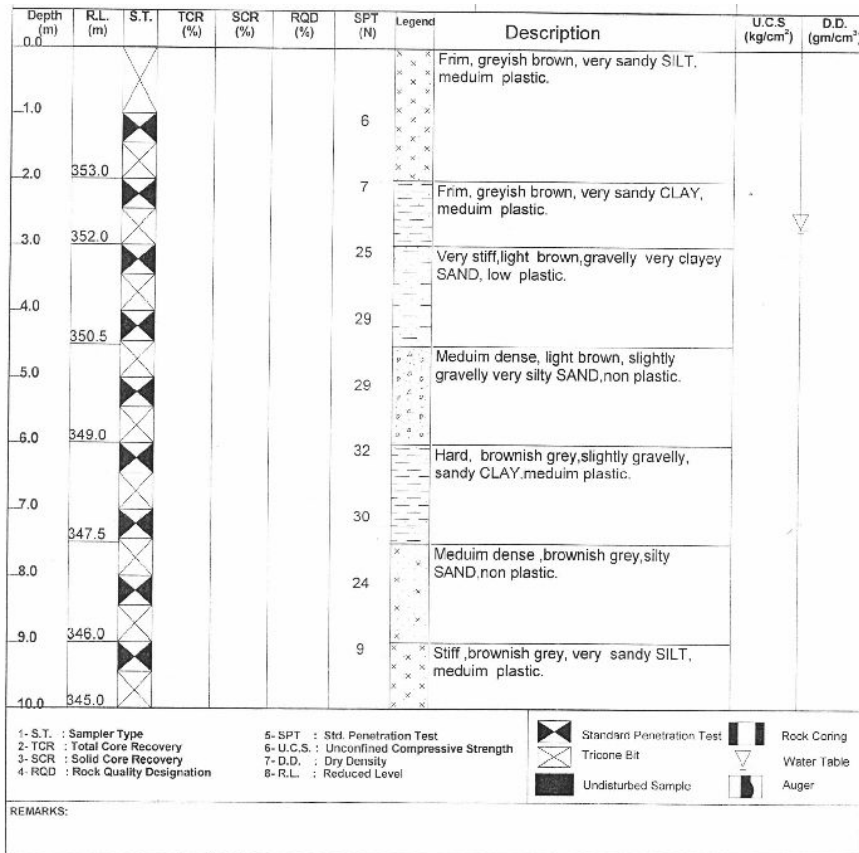 Depth (m) R.L. (m) S.T. TCR (%) SCR (%) RQD (%) SPT (N) Legend Description U.C.S (kg/cm²) D.D. (gm/cm³)
0.0
Frim, greyish brown, very sandy SILT,
meduim plastic.
1.0
6
2.0 353.0
7 Frim, greyish brown, very sandy CLAY,
meduim plastic.
3.0 352.0
25 Very stiff,light brown,gravelly very clayey
SAND, low plastic.
4.0
29
350.5
Meduim dense, light brown, slightly
gravelly very silty SAND,non plastic.
5.0
29
6.0 349.0
32 Hard, brownish grey,slightly gravelly,
sandy CLAY,meduim plastic.
7.0
30
347.5
Meduim dense ,brownish grey,silty
SAND,non plastic.
8.0
24
9.0 346.0
9 Stiff ,brownish grey, very sandy SILT,
meduim plastic.
10.0 345.0
1- S.T. : Sampler Type
2- TCR : Total Core Recovery
3- SCR : Solid Core Recovery
4- RQD : Rock Quality Designation
5- SPT : Std. Penetration Test
6- U.C.S. : Unconfined Compressive Strength
7- D.D. : Dry Density
8- R.L. : Reduced Level
Standard Penetration Test
Tricone Bit
Undisturbed Sample
Rock Coring
Water Table
Auger
REMARKS: